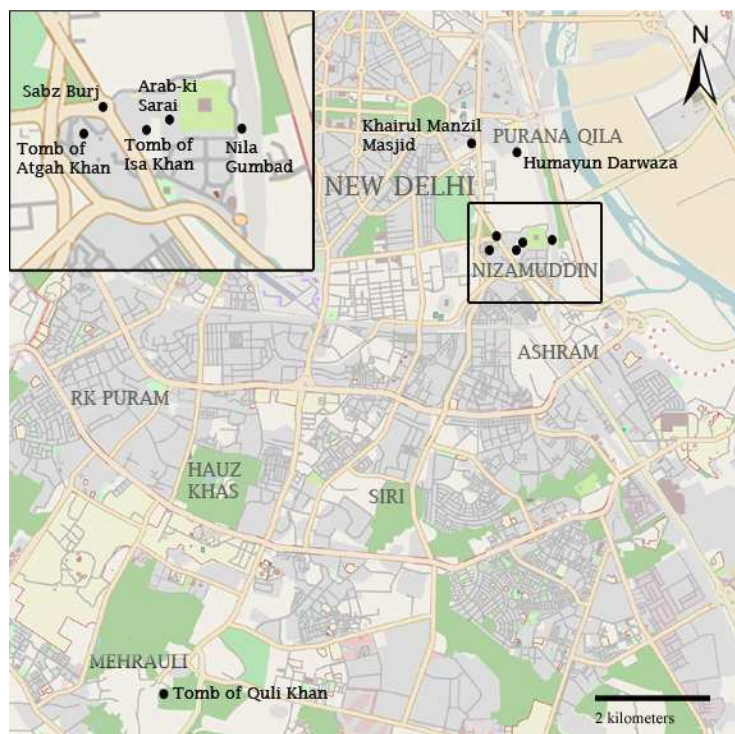 Sabz Burj
Arab-ki
Sarai
Tomb of
Atgah Khan
Tomb of
Isa Khan
Nila
Gumbad
N
Khairul Manzil
Masjid
PURANA QILA
Humayun Darwaza
NEW DELHI
NIZAMUDDIN
ASHRAM
RK PURAM
HAUZ
KHAS
SIRI
MEHRAULI
Tomb of Quli Khan
2 kilometers